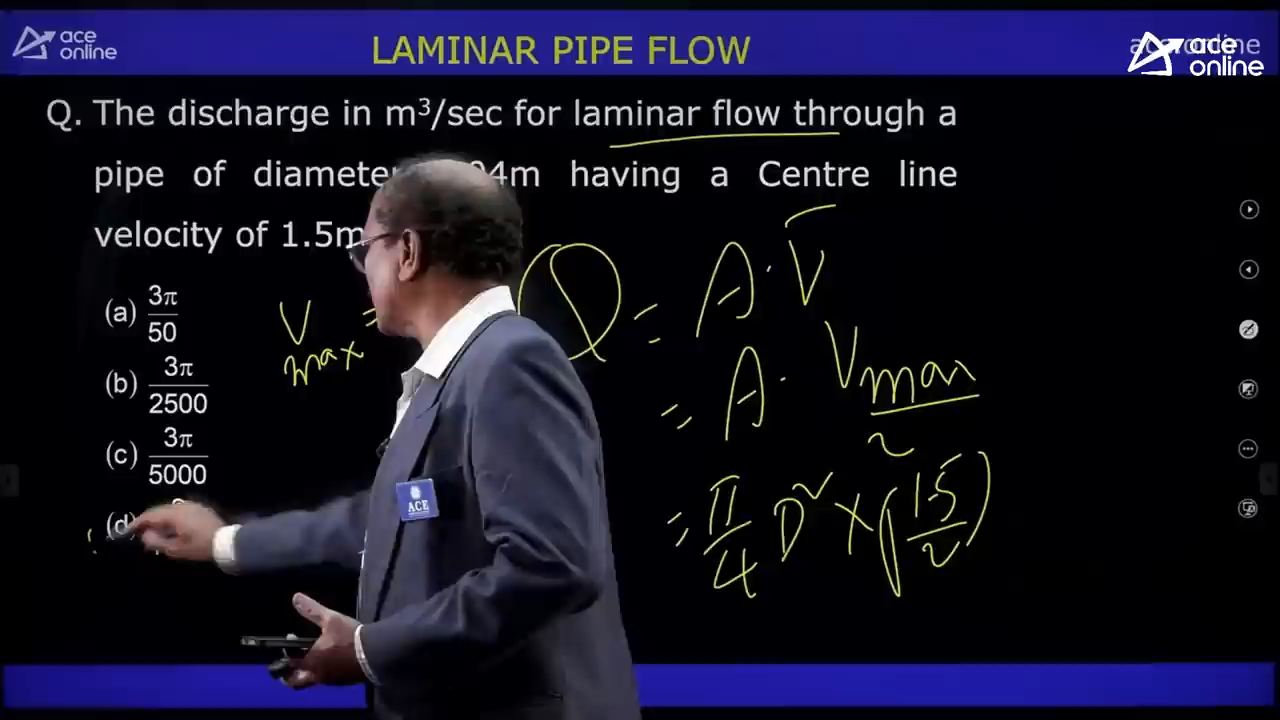 ace online
LAMINAR PIPE FLOW
ace online
Q. The discharge in m³/sec for laminar flow through a
pipe of 4m having a Centre line
velocity of 1.5m
(a) 3π/50
(b) 3π/2500
(c) 3π/5000
(d)
V max =
Q = A · V̅
= A · Vmax/2
= π/4 D² × (1.5/2)
ACE